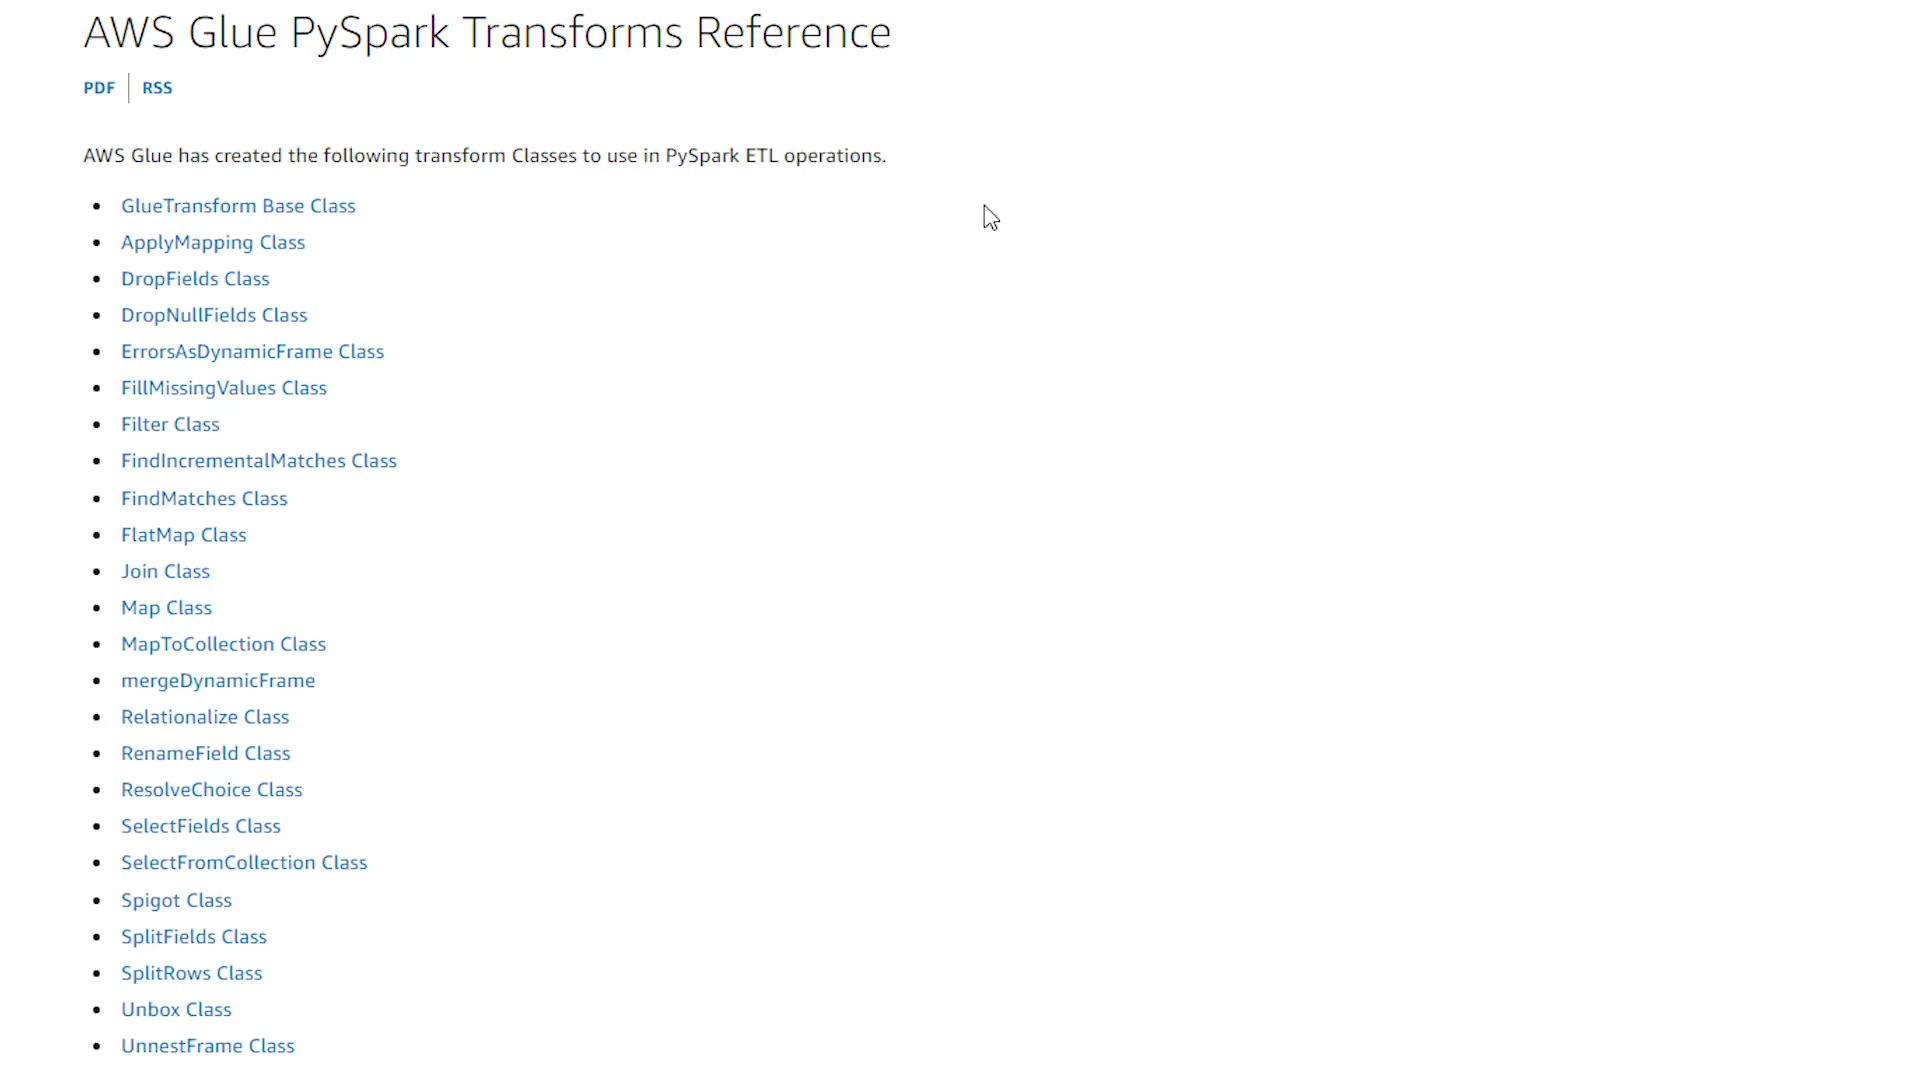 AWS Glue PySpark Transforms Reference
PDF | RSS
AWS Glue has created the following transform Classes to use in PySpark ETL operations.
• GlueTransform Base Class
• ApplyMapping Class
• DropFields Class
• DropNullFields Class
• ErrorsAsDynamicFrame Class
• FillMissingValues Class
• Filter Class
• FindIncrementalMatches Class
• FindMatches Class
• FlatMap Class
• Join Class
• Map Class
• MapToCollection Class
• mergeDynamicFrame
• Relationalize Class
• RenameField Class
• ResolveChoice Class
• SelectFields Class
• SelectFromCollection Class
• Spigot Class
• SplitFields Class
• SplitRows Class
• Unbox Class
• UnnestFrame Class